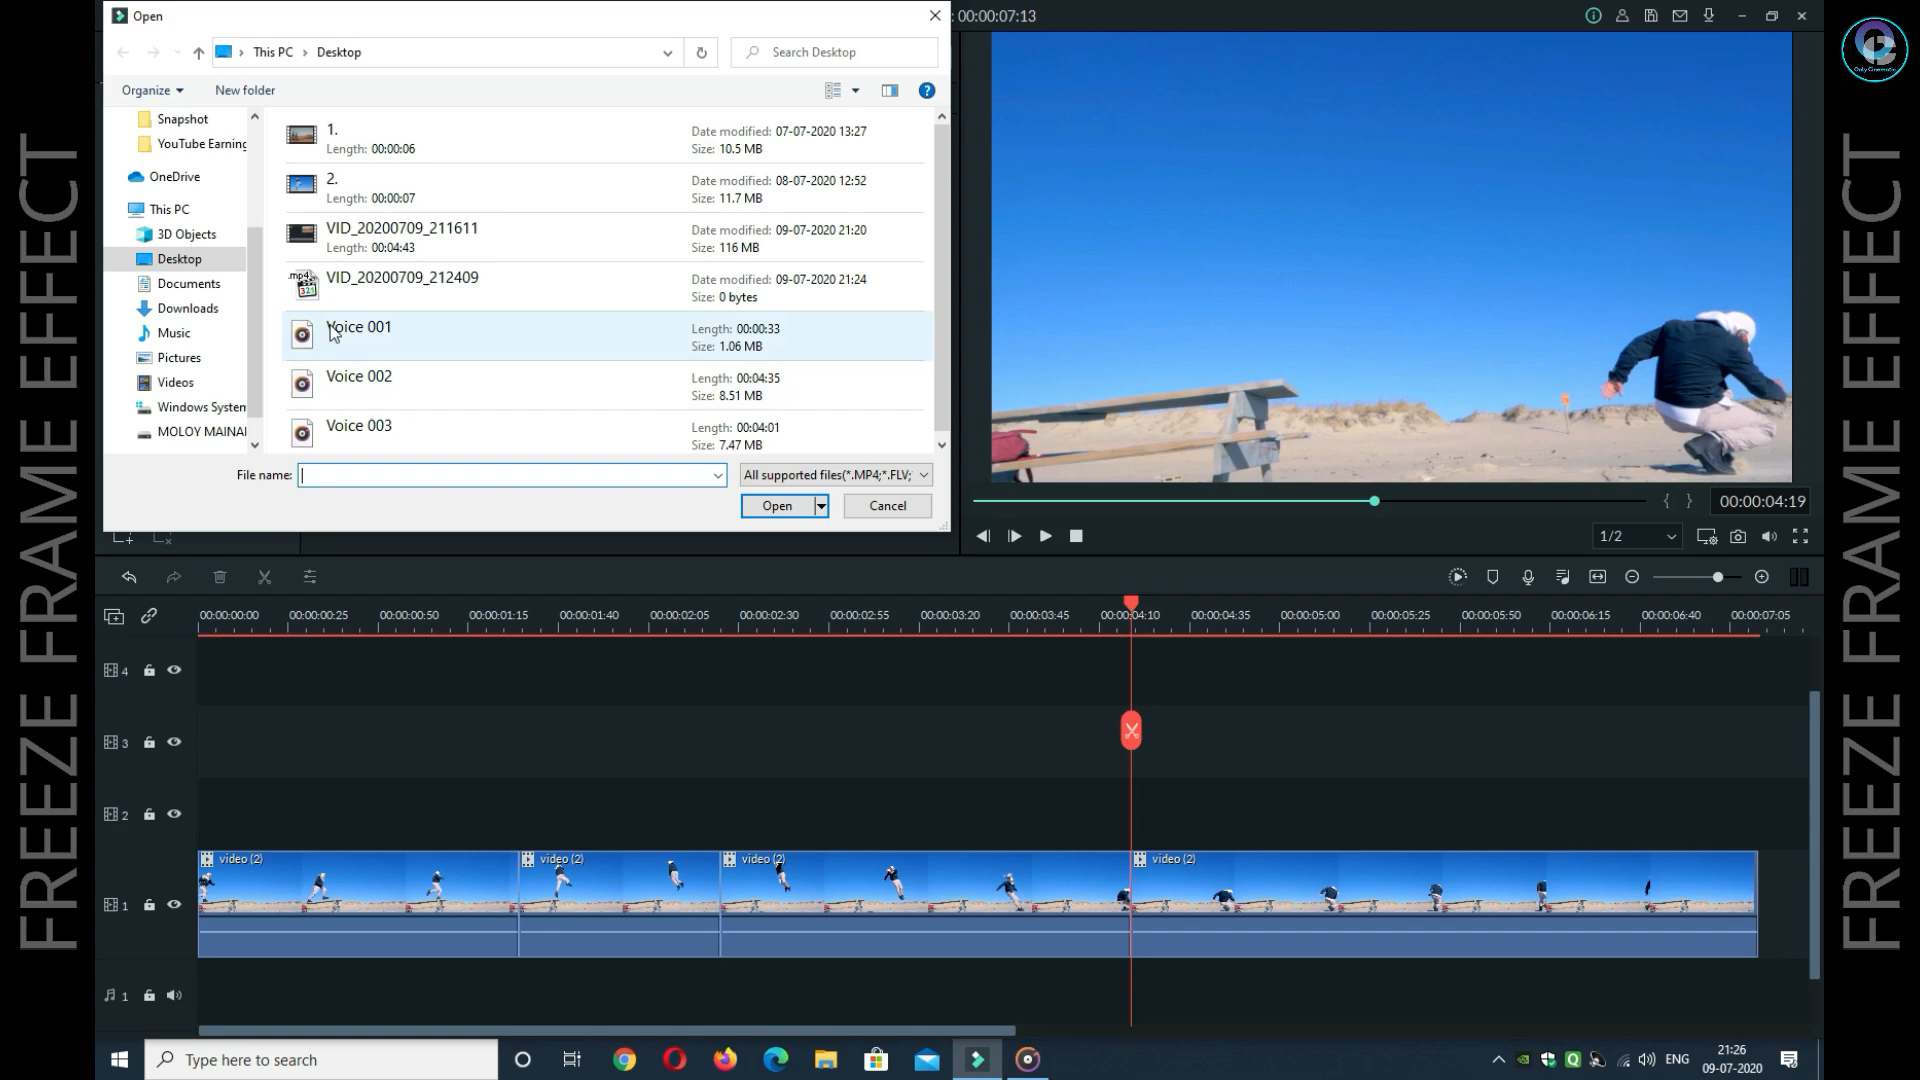 FREEZE FRAME EFFECT
Open
: 00:00:07:13
This PC
Desktop
Search Desktop
Organize
New folder
Snapshot
YouTube Earning
OneDrive
This PC
3D Objects
Desktop
Documents
Downloads
Music
Pictures
Videos
Windows System
MOLOY MAINA
1.
Length: 00:00:06
Date modified: 07-07-2020 13:27
Size: 10.5 MB
2.
Length: 00:00:07
Date modified: 08-07-2020 12:52
Size: 11.7 MB
VID_20200709_211611
Length: 00:04:43
Date modified: 09-07-2020 21:20
Size: 116 MB
VID_20200709_212409
Date modified: 09-07-2020 21:24
Size: 0 bytes
Voice 001
Length: 00:00:33
Size: 1.06 MB
Voice 002
Length: 00:04:35
Size: 8.51 MB
Voice 003
Length: 00:04:01
Size: 7.47 MB
File name:
All supported files(*.MP4;*.FLV;
Open
Cancel
Only Cinematic
FREEZE FRAME EFFECT
00:00:04:19
1/2
00:00:00:00 00:00:00:25 00:00:00:50 00:00:01:15 00:00:01:40 00:00:02:05 00:00:02:30 00:00:02:55 00:00:03:20 00:00:03:45 00:00:04:10 00:00:04:35 00:00:05:00 00:00:05:25 00:00:05:50 00:00:06:15 00:00:06:40 00:00:07:05
4
3
2
video (2) video (2) video (2) video (2)
1
1
Type here to search
ENG
21:26
09-07-2020